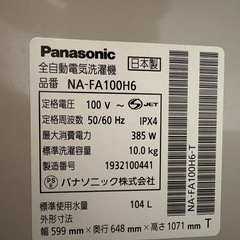 Panasonic
全自動電気洗濯機
日本製
品番 NA-FA100H6
定格電圧 100 V~
S JET
定格周波数 50/60 Hz IPX4
最大消費電力 385 W
標準洗濯容量 10.0 kg
製造番号 1932100441
パナソニック株式会社
標準使用水量 104 L
外形寸法
幅 599 mm × 奥行 648 mm × 高さ 1071 mm T
NA-FA100H6-T